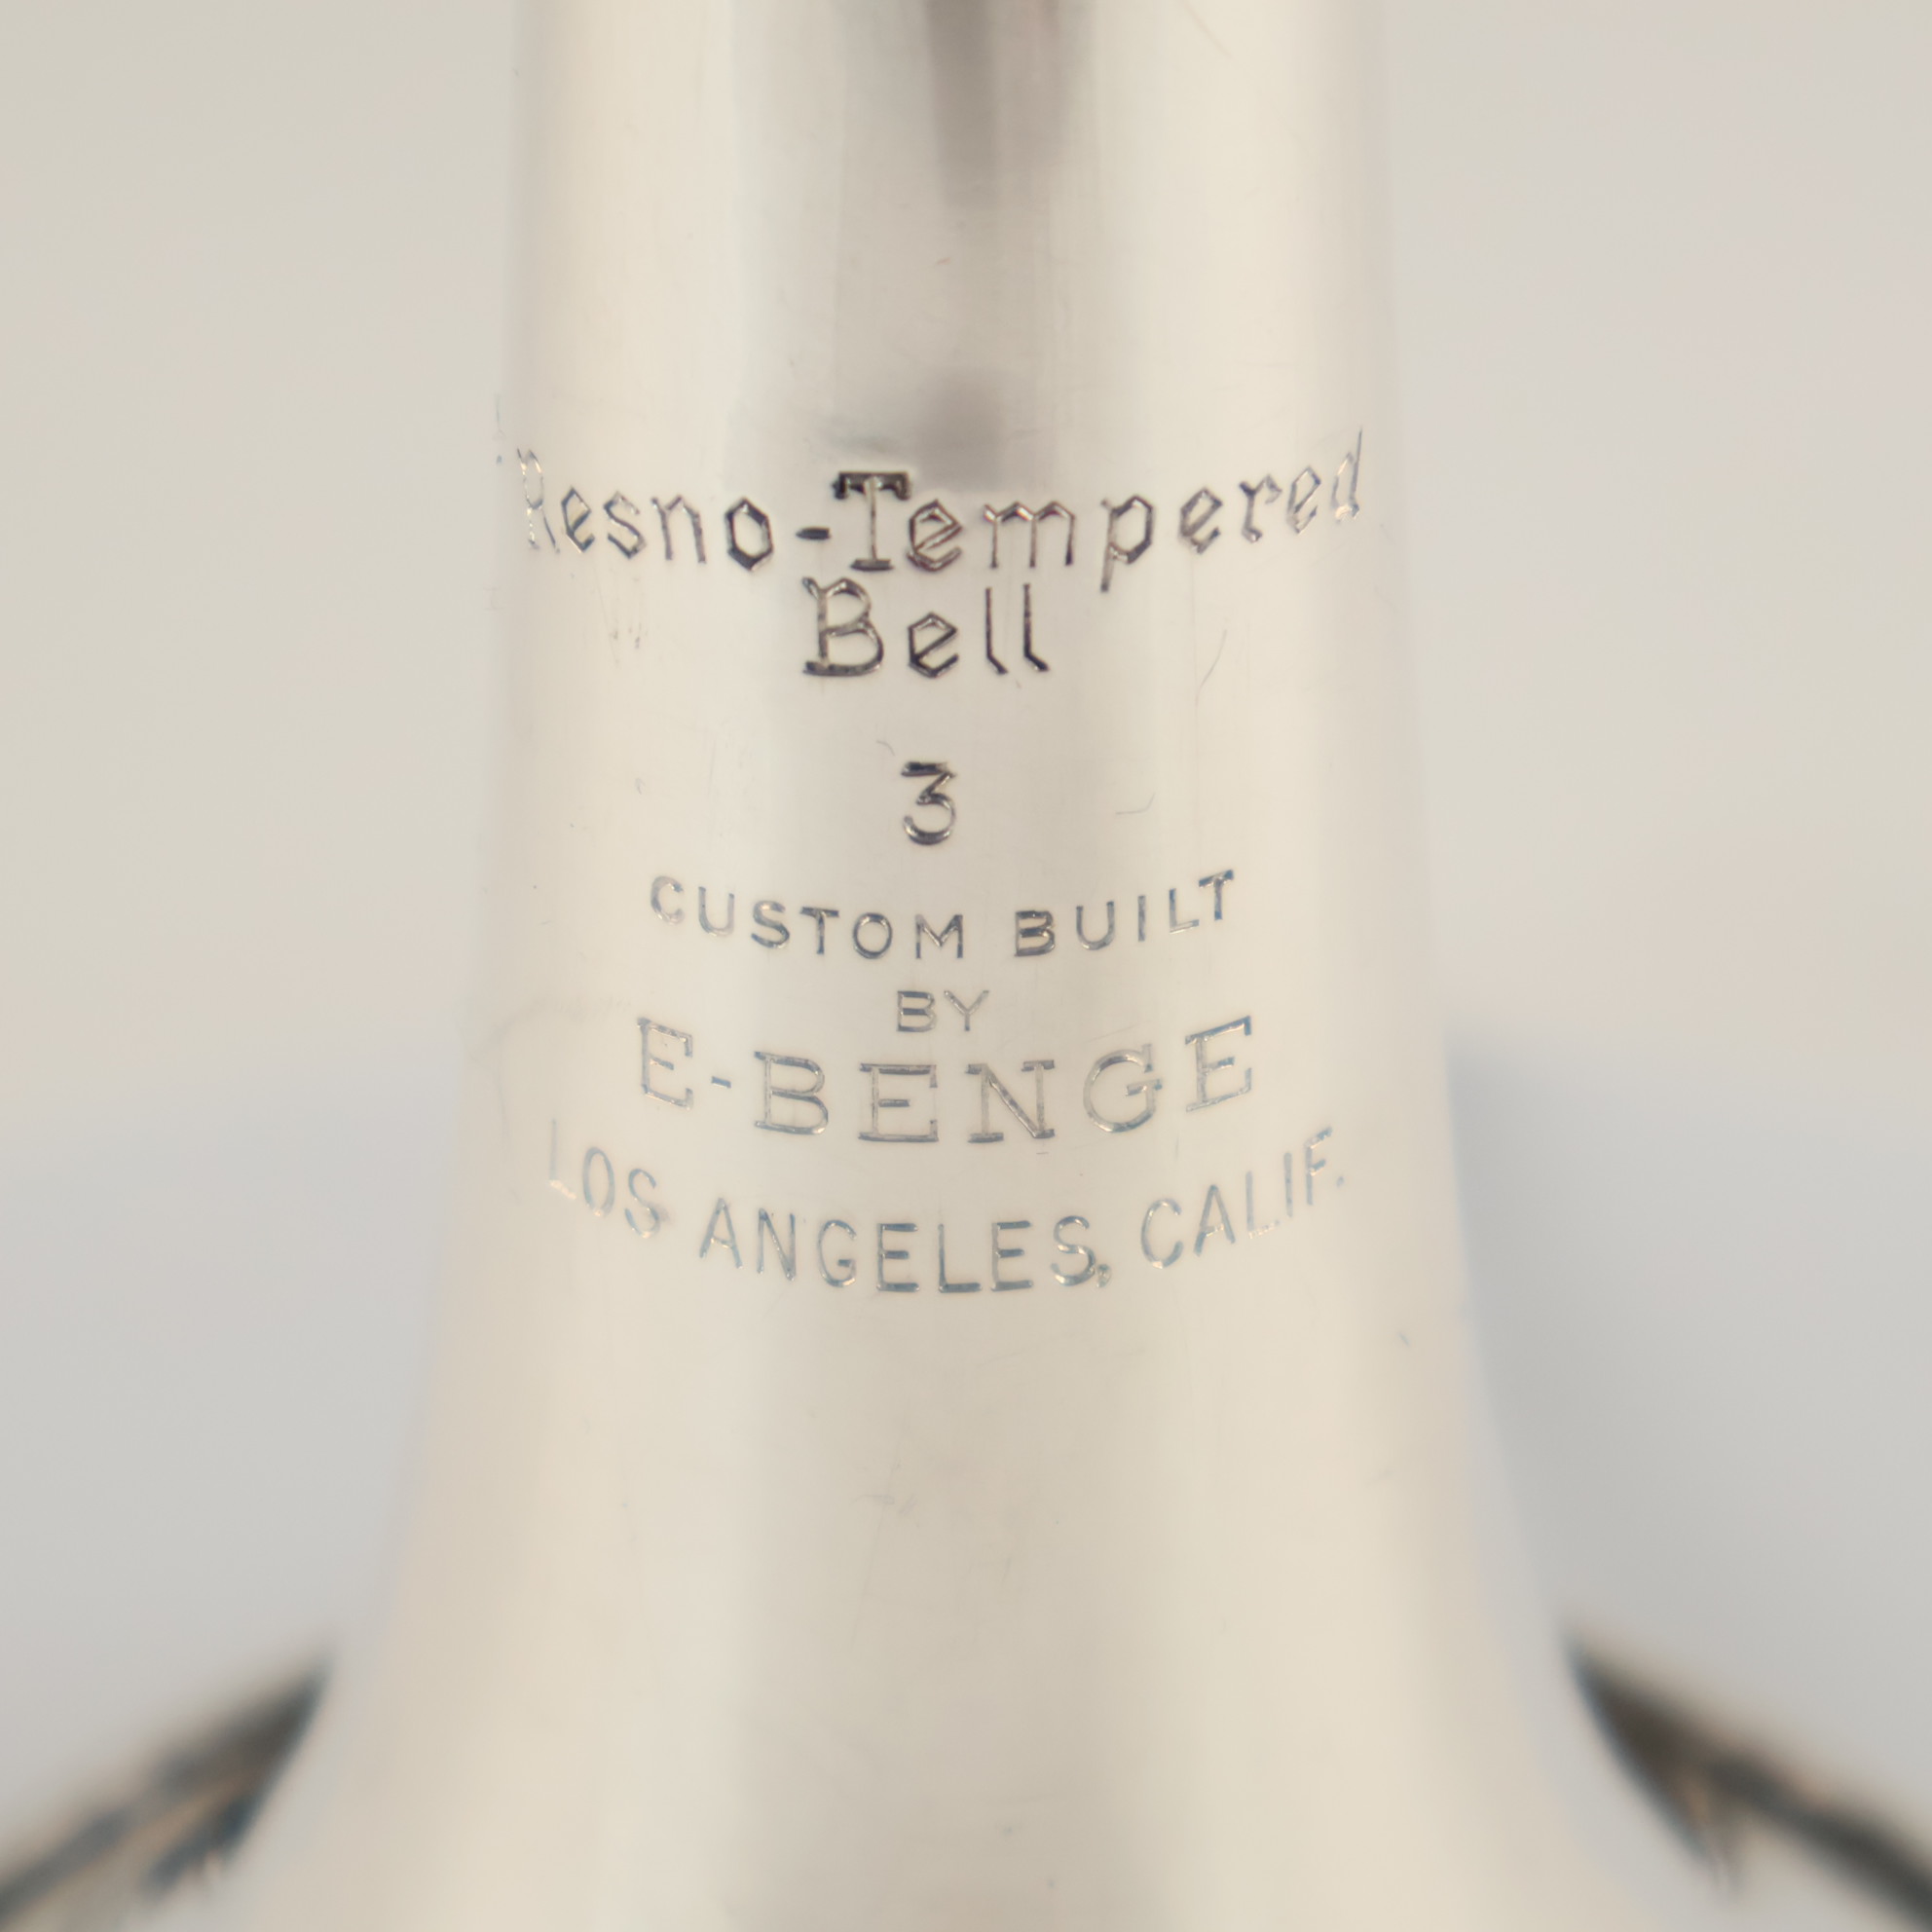 Resno-Tempered
Bell
3
CUSTOM BUILT
BY
E-BENGE
LOS ANGELES, CALIF.